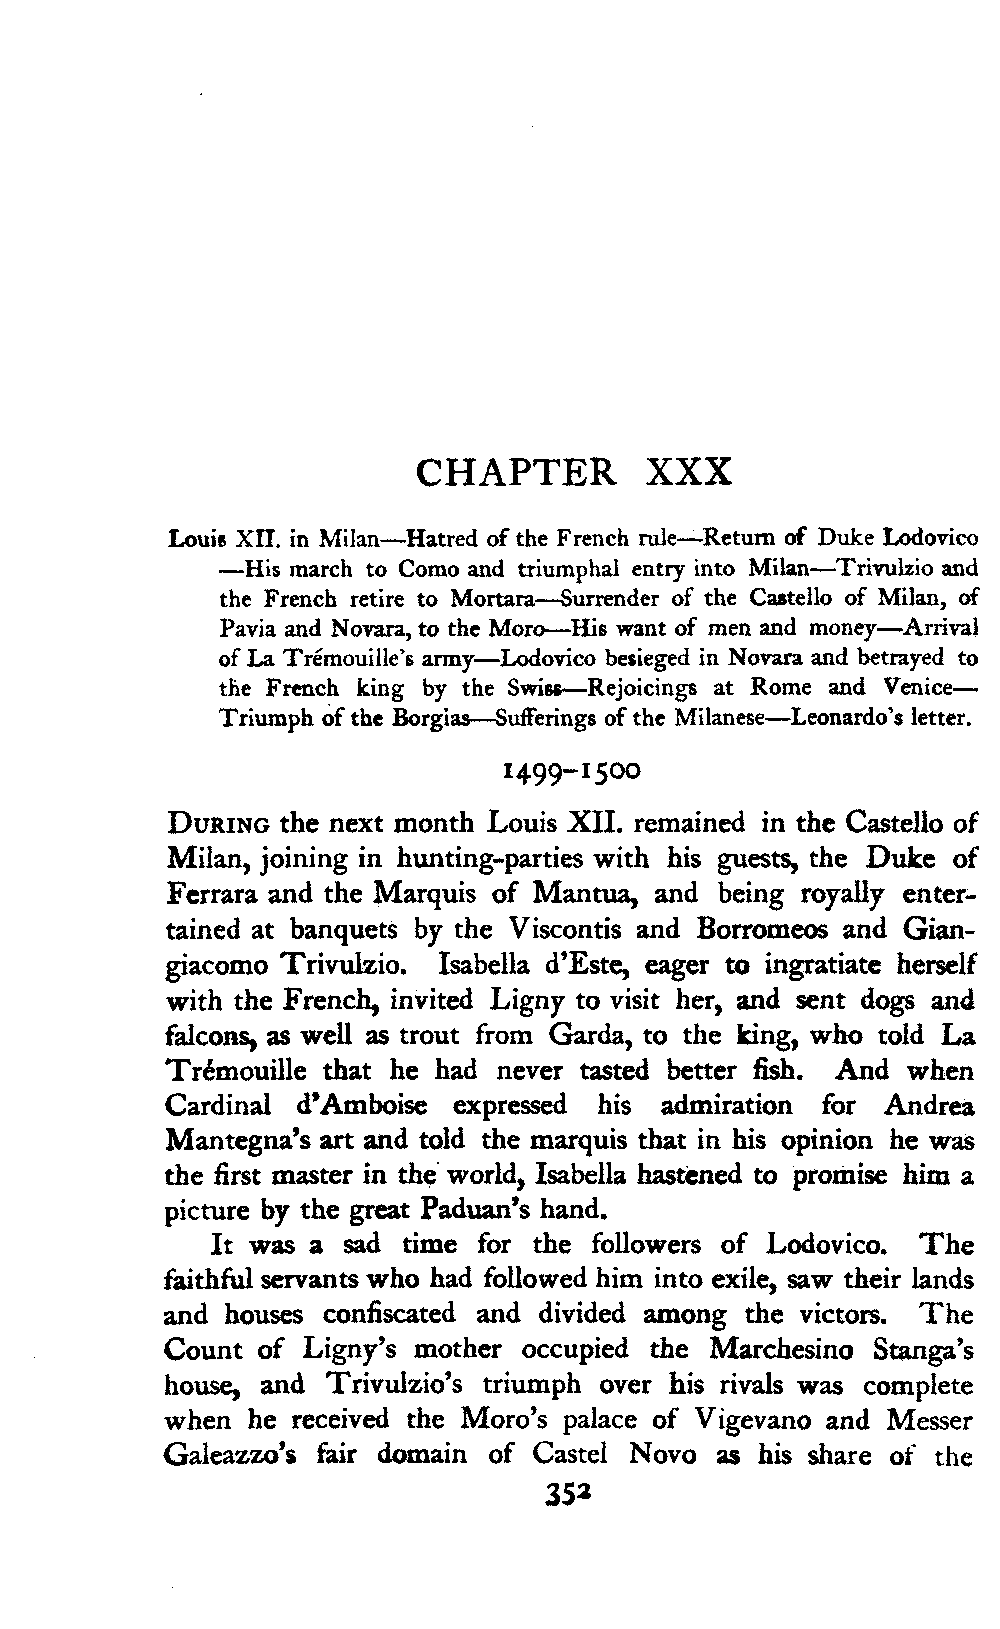 CHAPTER XXX
Louis XII. in Milan—Hatred of the French rule—Return of Duke Lodovico
—His march to Como and triumphal entry into Milan—Trivulzio and
the French retire to Mortara—Surrender of the Castello of Milan, of
Pavia and Novara, to the Moro—His want of men and money—Arrival
of La Trémouille's army—Lodovico besieged in Novara and betrayed to
the French king by the Swiss—Rejoicings at Rome and Venice—
Triumph of the Borgias—Sufferings of the Milanese—Leonardo's letter.
1499–1500
DURING the next month Louis XII. remained in the Castello of
Milan, joining in hunting-parties with his guests, the Duke of
Ferrara and the Marquis of Mantua, and being royally enter-
tained at banquets by the Viscontis and Borromeos and Gian-
giacomo Trivulzio. Isabella d'Este, eager to ingratiate herself
with the French, invited Ligny to visit her, and sent dogs and
falcons, as well as trout from Garda, to the king, who told La
Trémouille that he had never tasted better fish. And when
Cardinal d'Amboise expressed his admiration for Andrea
Mantegna's art and told the marquis that in his opinion he was
the first master in the world, Isabella hastened to promise him a
picture by the great Paduan's hand.
It was a sad time for the followers of Lodovico. The
faithful servants who had followed him into exile, saw their lands
and houses confiscated and divided among the victors. The
Count of Ligny's mother occupied the Marchesino Stanga's
house, and Trivulzio's triumph over his rivals was complete
when he received the Moro's palace of Vigevano and Messer
Galeazzo's fair domain of Castel Novo as his share of the
352